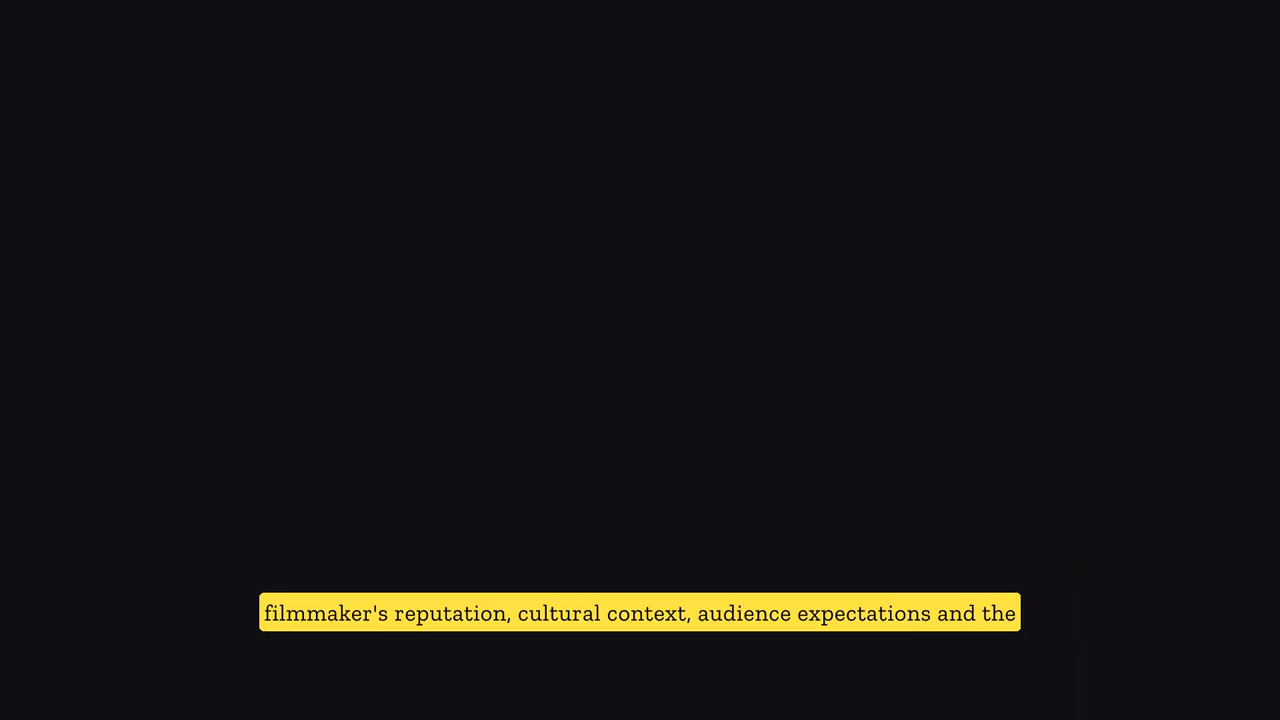 filmmaker's reputation, cultural context, audience expectations and the